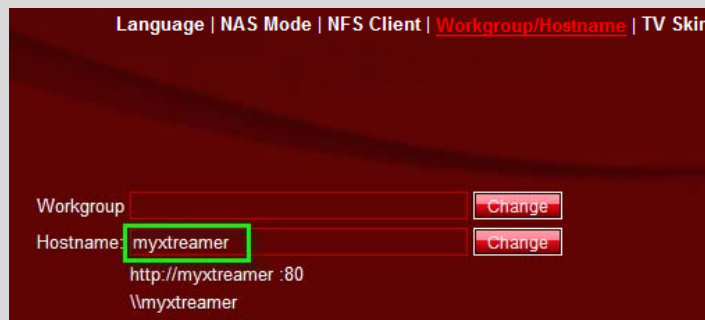 Language | NAS Mode | NFS Client | Workgroup/Hostname | TV Skin
Workgroup Change
Hostname: myxtreamer Change
http://myxtreamer :80
\\myxtreamer